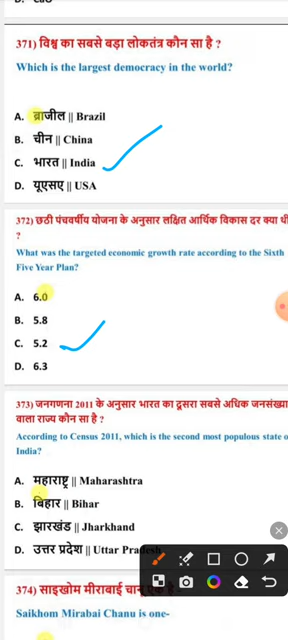 371) विश्व का सबसे बड़ा लोकतंत्र कौन सा है ?
Which is the largest democracy in the world?
A. ब्राजील || Brazil
B. चीन || China
C. भारत || India
D. यूएसए || USA
372) छठी पंचवर्षीय योजना के अनुसार लक्षित आर्थिक विकास दर क्या थी
?
What was the targeted economic growth rate according to the Sixth
Five Year Plan?
A. 6.0
B. 5.8
C. 5.2
D. 6.3
373) जनगणना 2011 के अनुसार भारत का दूसरा सबसे अधिक जनसंख्या
वाला राज्य कौन सा है ?
According to Census 2011, which is the second most populous state o
India?
A. महाराष्ट्र || Maharashtra
B. बिहार || Bihar
C. झारखंड || Jharkhand
D. उत्तर प्रदेश || Uttar Pradesh
374) साइखोम मीराबाई चानू एक है
Saikhom Mirabai Chanu is one-